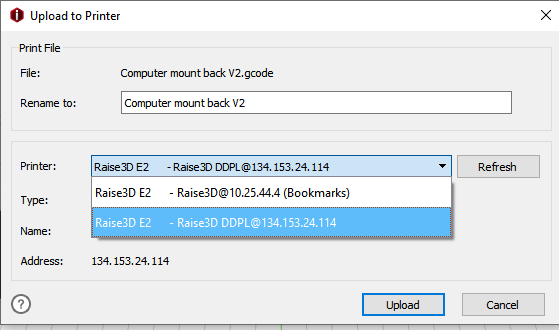 Upload to Printer
Print File
File: Computer mount back V2.gcode
Rename to: Computer mount back V2
Printer: Raise3D E2 - Raise3D DDPL@134.153.24.114 Refresh
Raise3D E2 - Raise3D@10.25.44.4 (Bookmarks)
Type:
Raise3D E2 - Raise3D DDPL@134.153.24.114
Name:
Address: 134.153.24.114
? Upload Cancel